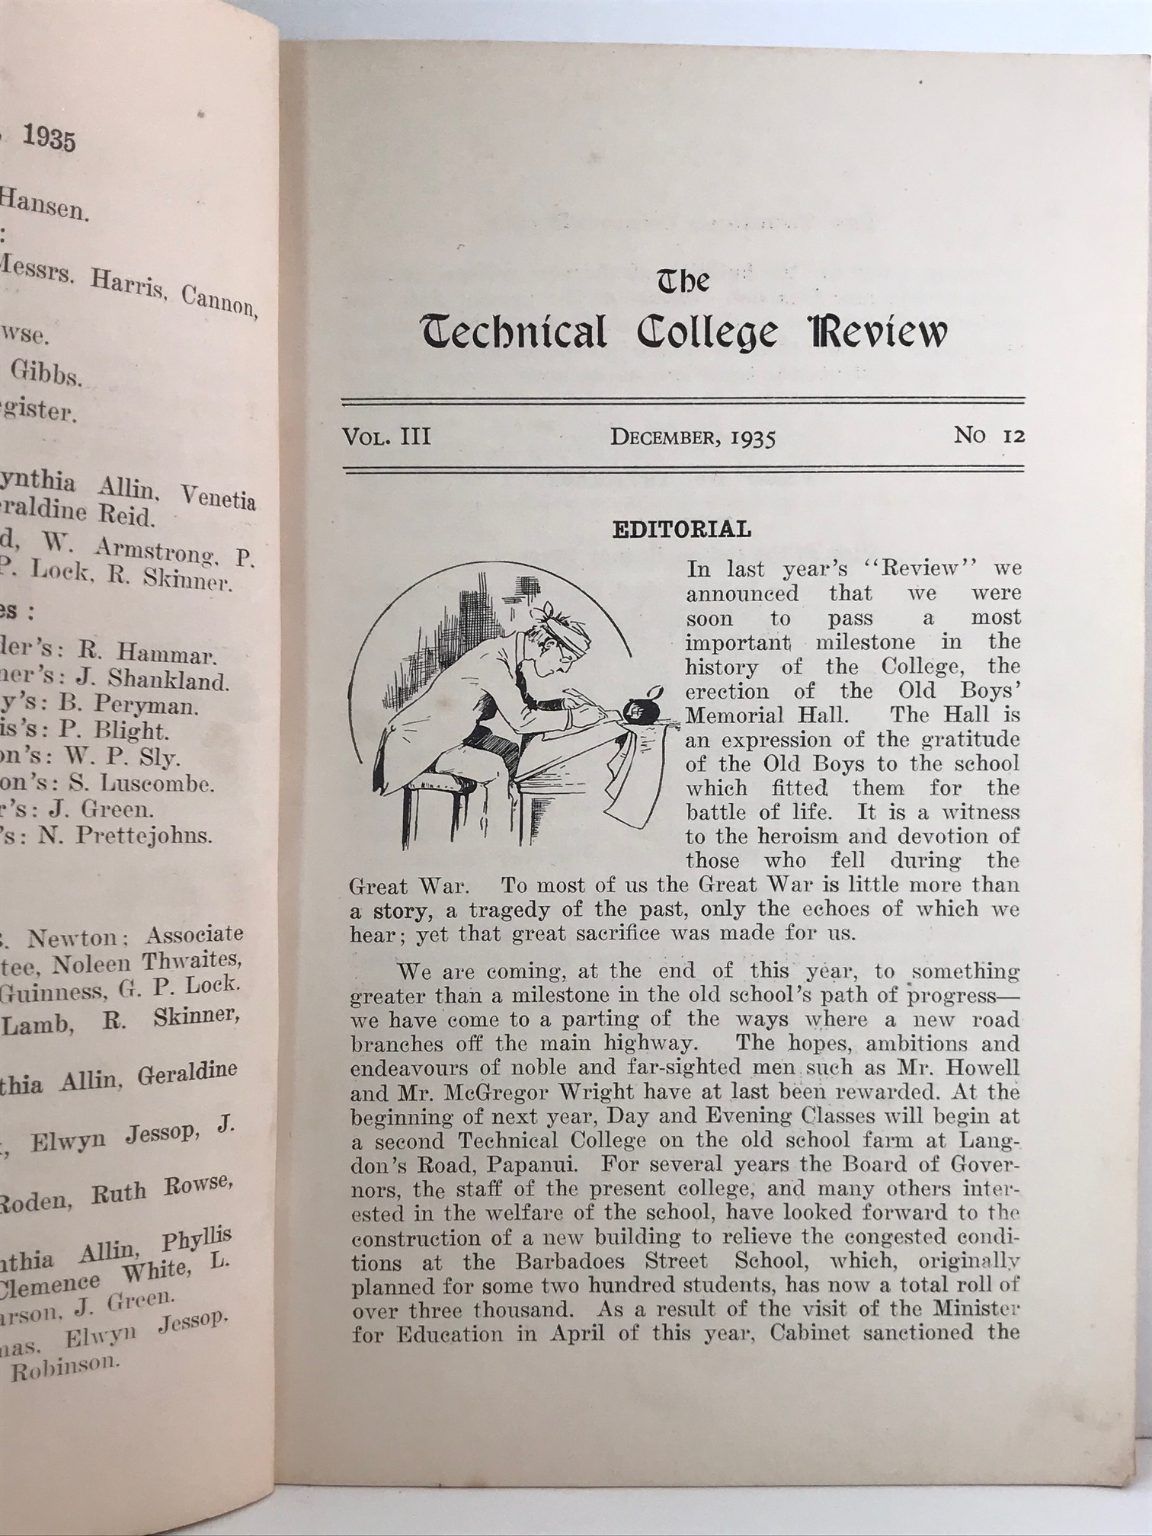 1935
Hansen.
:
Messrs. Harris, Cannon,
Gibbs.
ynthia Allin, Venetia
raldine Reid.
d, W. Armstrong, P.
P. Lock, R. Skinner.
es :
ler's: R. Hammar.
ner's: J. Shankland.
y's: B. Peryman.
is's: P. Blight.
on's: W. P. Sly.
on's: S. Luscombe.
r's: J. Green.
's: N. Prettejohns.
. Newton; Associate
tee, Noleen Thwaites,
Guinness, G. P. Lock.
Lamb, R. Skinner,
thia Allin, Geraldine
, Elwyn Jessop, J.
Roden, Ruth Rowse,
nthia Allin, Phyllis
Clemence White, L.
arson, J. Green.
nas. Elwyn Jessop.
Robinson.
The
Technical College Review
VOL. III DECEMBER, 1935 No 12
EDITORIAL
In last year's "Review" we
announced that we were
soon to pass a most
important milestone in the
history of the College, the
erection of the Old Boys'
Memorial Hall. The Hall is
an expression of the gratitude
of the Old Boys to the school
which fitted them for the
battle of life. It is a witness
to the heroism and devotion of
those who fell during the
Great War. To most of us the Great War is little more than
a story, a tragedy of the past, only the echoes of which we
hear; yet that great sacrifice was made for us.
We are coming, at the end of this year, to something
greater than a milestone in the old school's path of progress—
we have come to a parting of the ways where a new road
branches off the main highway. The hopes, ambitions and
endeavours of noble and far-sighted men such as Mr. Howell
and Mr. McGregor Wright have at last been rewarded. At the
beginning of next year, Day and Evening Classes will begin at
a second Technical College on the old school farm at Lang-
don's Road, Papanui. For several years the Board of Gover-
nors, the staff of the present college, and many others inter-
ested in the welfare of the school, have looked forward to the
construction of a new building to relieve the congested condi-
tions at the Barbadoes Street School, which, originally
planned for some two hundred students, has now a total roll of
over three thousand. As a result of the visit of the Minister
for Education in April of this year, Cabinet sanctioned the